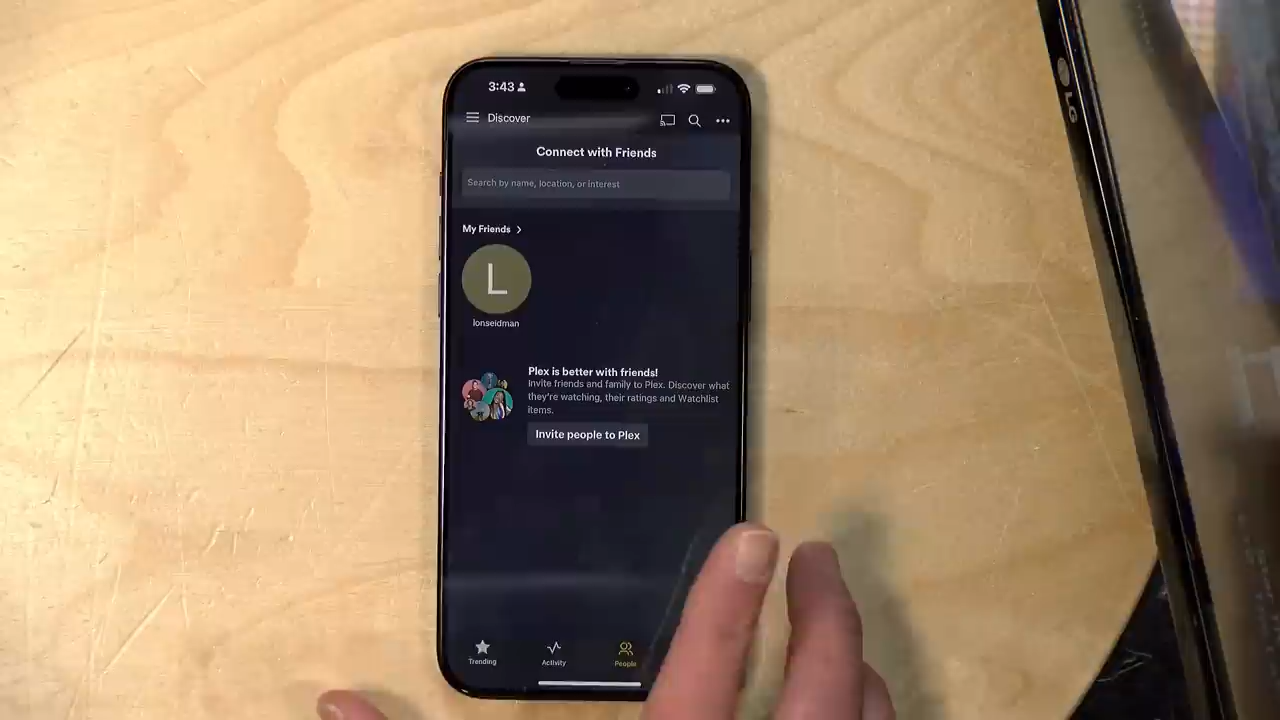 3:43
Discover
Connect with Friends
Search by name, location, or interest
My Friends
L
lonseidman
Plex is better with friends!
Invite friends and family to Plex. Discover what
they're watching, their ratings and Watchlist
items.
Invite people to Plex
Trending
Activity
People
LG